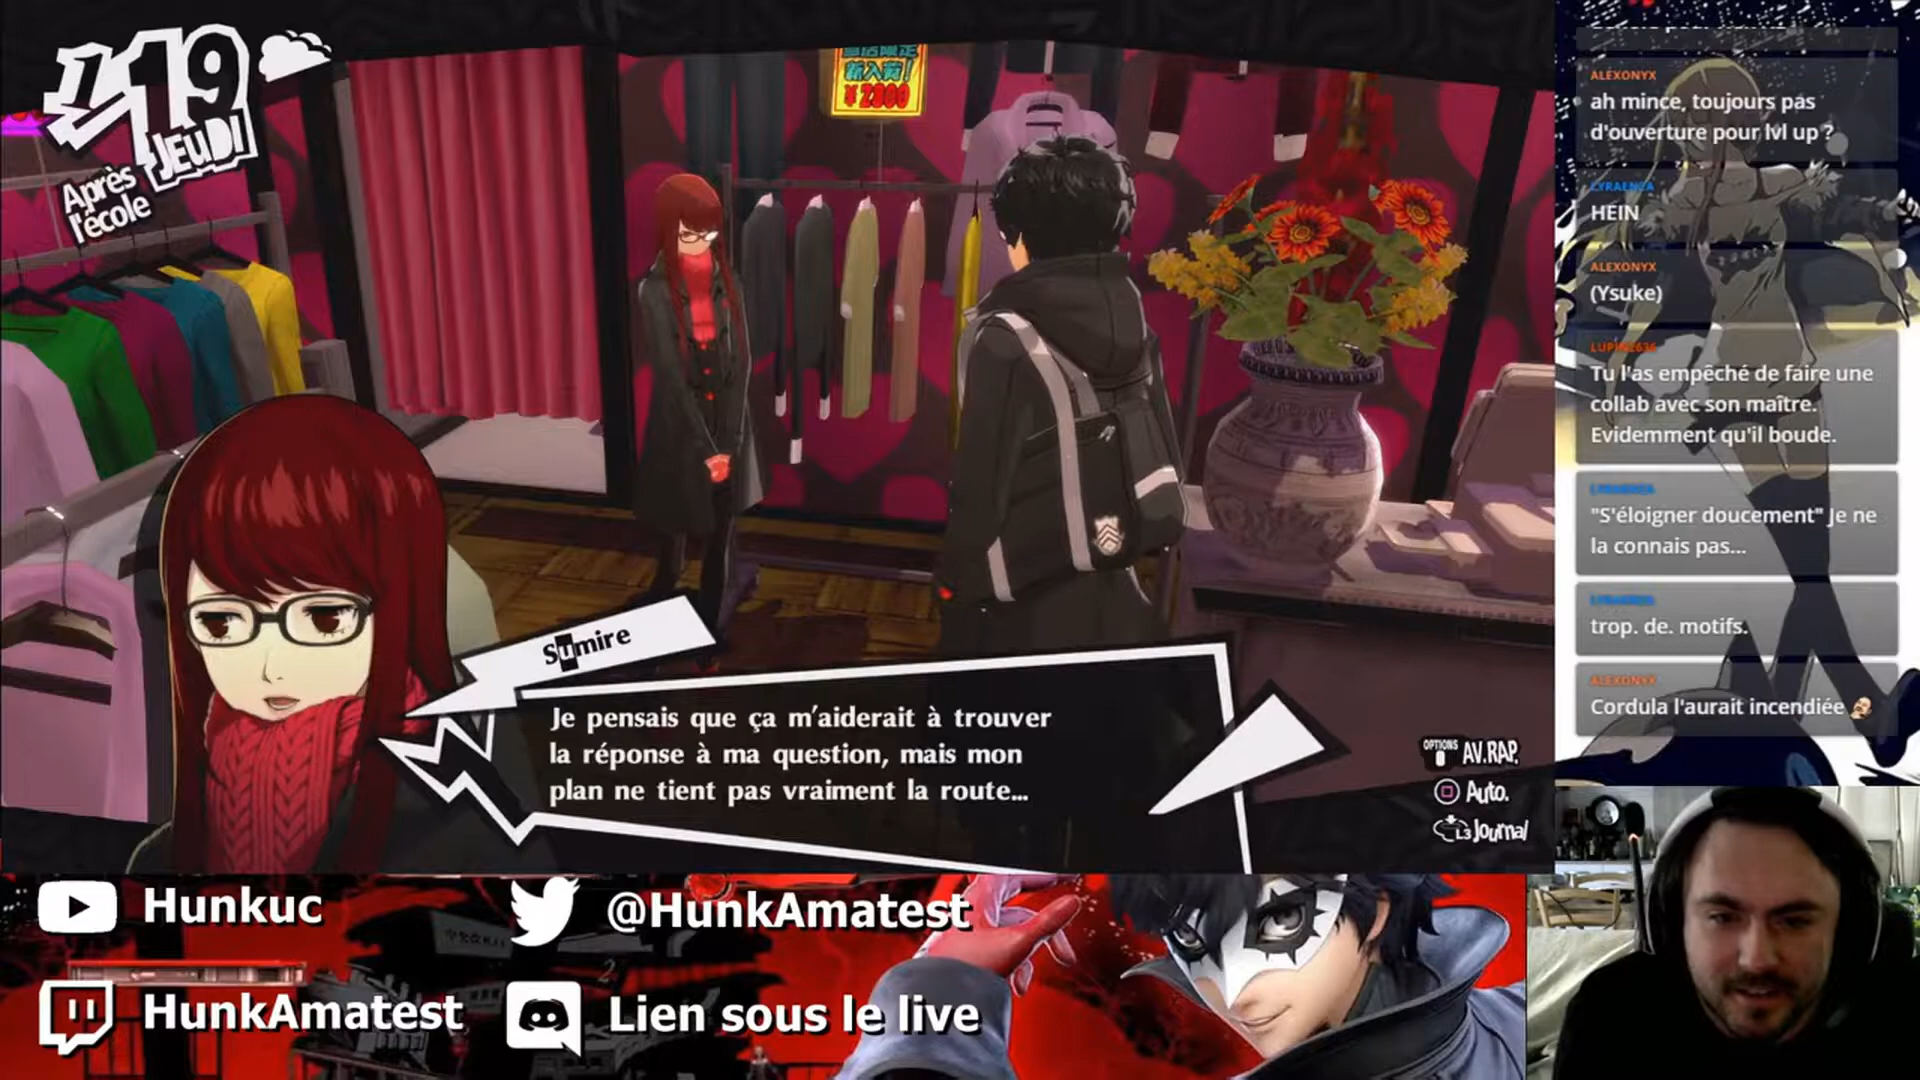 1/19
JEUDI
Après
l'école
新入荷!
¥2800
Sumire
Je pensais que ça m'aiderait à trouver
la réponse à ma question, mais mon
plan ne tient pas vraiment la route...
OPTIONS AV.RAP.
Auto.
L3 Journal
ALEXONYX
ah mince, toujours pas
d'ouverture pour lvl up ?
LYRAENZA
HEIN
ALEXONYX
(Ysuke)
Tu l'as empêché de faire une
collab avec son maître.
Evidemment qu'il boude.
"S'éloigner doucement" Je ne
la connais pas...
trop. de. motifs.
ALEXONYX
Cordula l'aurait incendiée
Hunkuc
@HunkAmatest
HunkAmatest
Lien sous le live